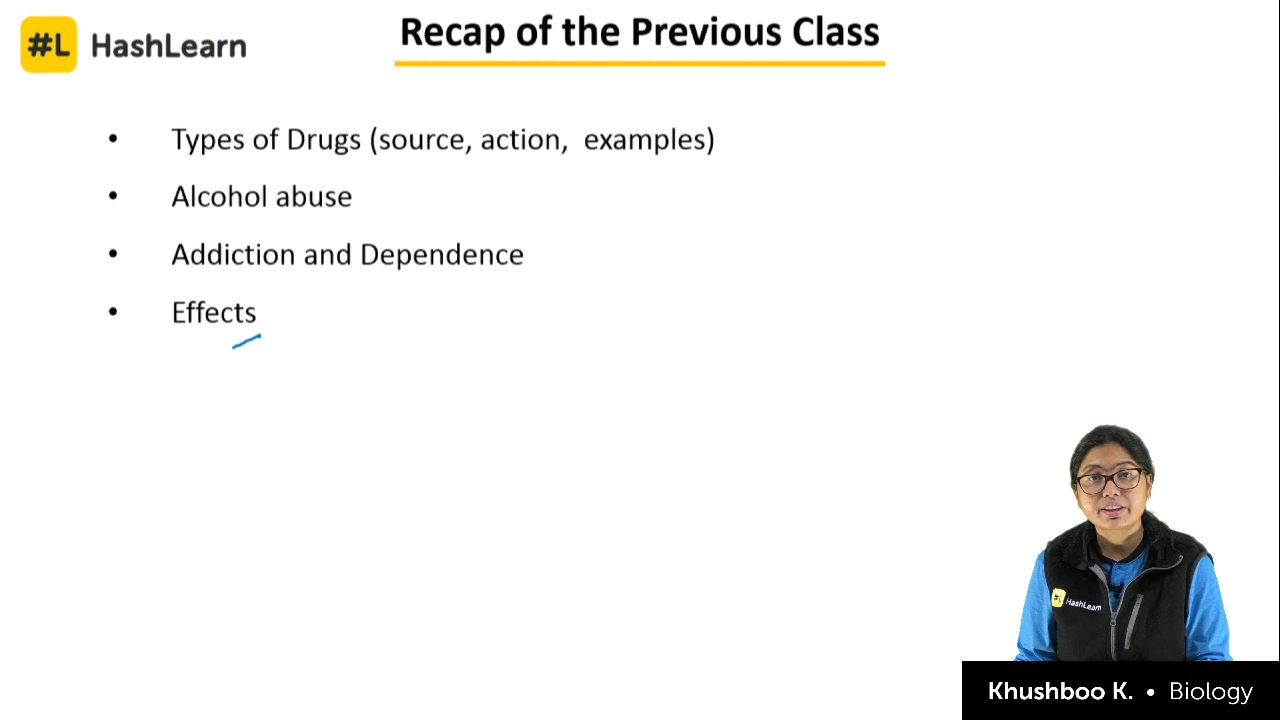 #L HashLearn
Recap of the Previous Class
• Types of Drugs (source, action, examples)
• Alcohol abuse
• Addiction and Dependence
• Effects
#L HashLearn
Khushboo K. • Biology